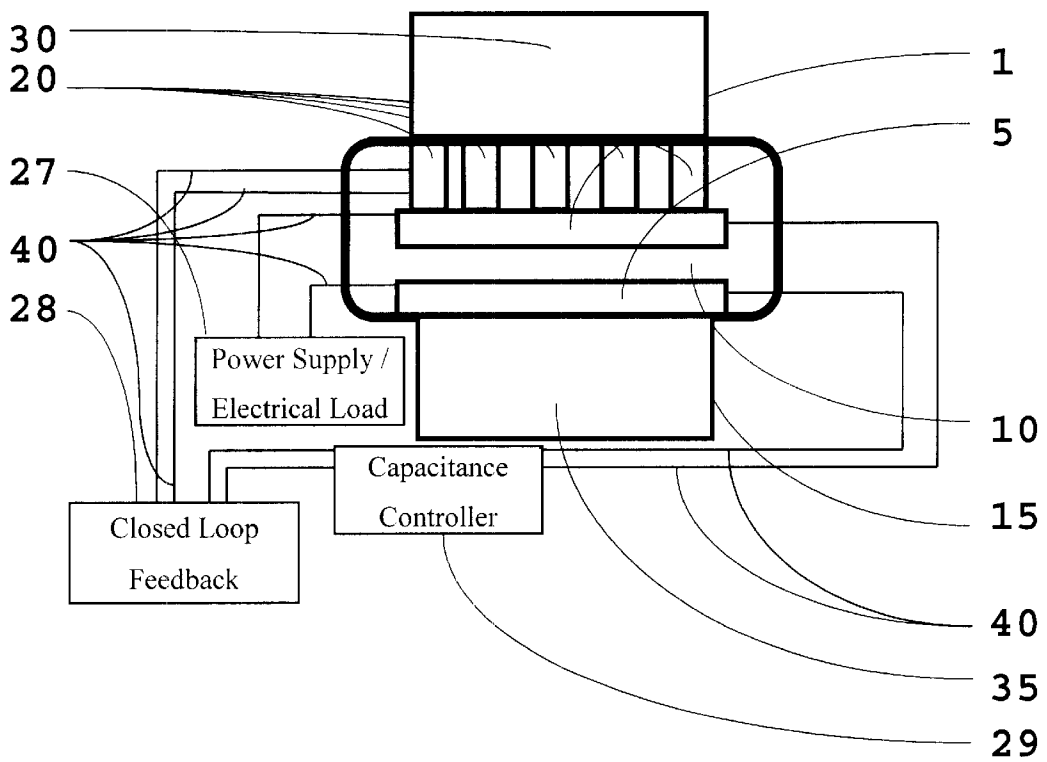 30
1
20
5
27
40
28
Power Supply /
Electrical Load
10
Capacitance
Controller
15
Closed Loop
Feedback
40
35
29